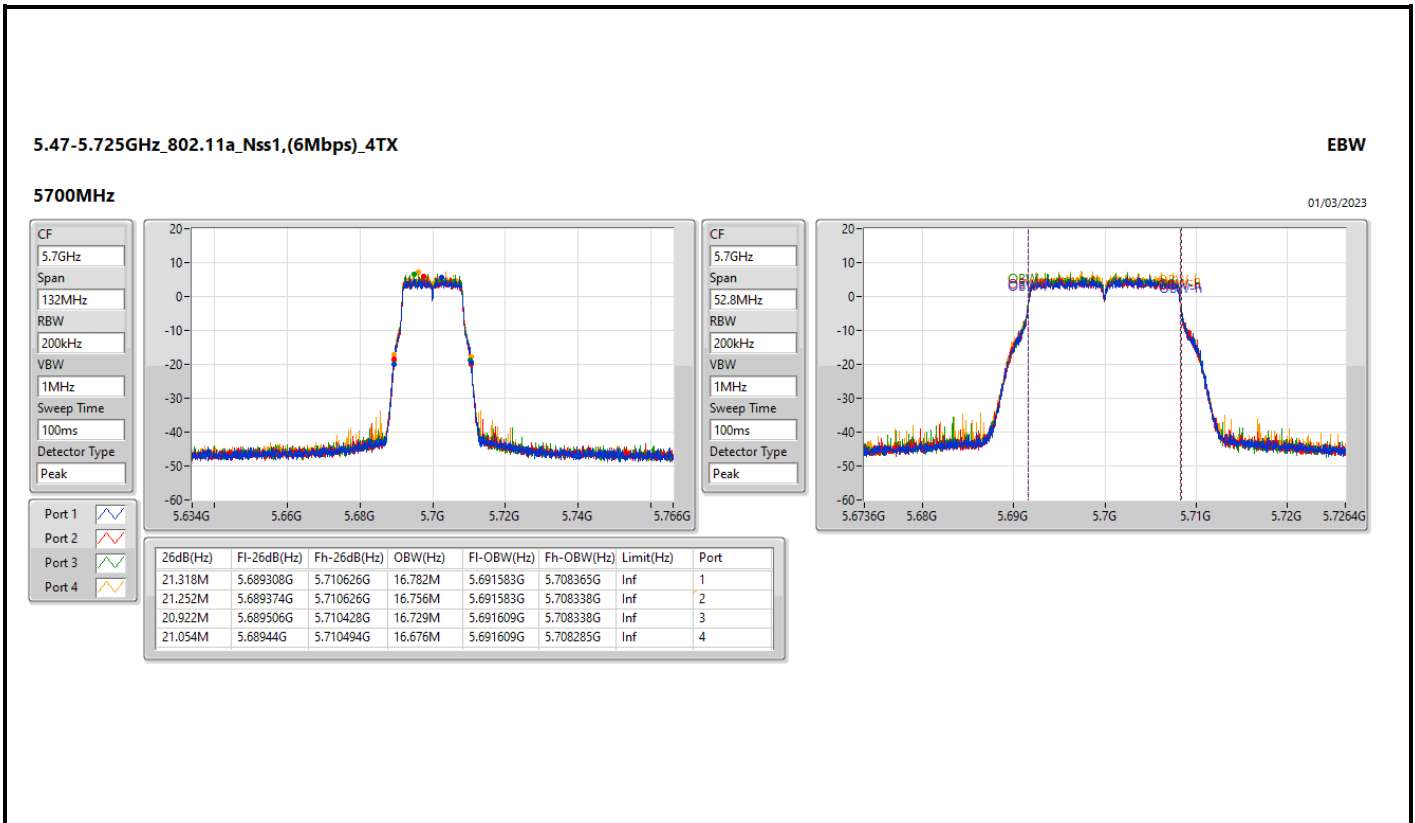 5.47-5.725GHz_802.11a_Nss1,(6Mbps)_4TX EBW
5700MHz 01/03/2023
CF
5.7GHz
Span
132MHz
RBW
200kHz
VBW
1MHz
Sweep Time
100ms
Detector Type
Peak
Port 1
Port 2
Port 3
Port 4
20
10
0
-10
-20
-30
-40
-50
-60
5.634G 5.66G 5.68G 5.7G 5.72G 5.74G 5.766G
CF
5.7GHz
Span
52.8MHz
RBW
200kHz
VBW
1MHz
Sweep Time
100ms
Detector Type
Peak
20
10
0
-10
-20
-30
-40
-50
-60
5.6736G 5.68G 5.69G 5.7G 5.71G 5.72G 5.7264G
26dB(Hz) Fl-26dB(Hz) Fh-26dB(Hz) OBW(Hz) Fl-OBW(Hz) Fh-OBW(Hz) Limit(Hz) Port
21.318M 5.689308G 5.710626G 16.782M 5.691583G 5.708365G Inf 1
21.252M 5.689374G 5.710626G 16.756M 5.691583G 5.708338G Inf 2
20.922M 5.689506G 5.710428G 16.729M 5.691609G 5.708338G Inf 3
21.054M 5.68944G 5.710494G 16.676M 5.691609G 5.708285G Inf 4